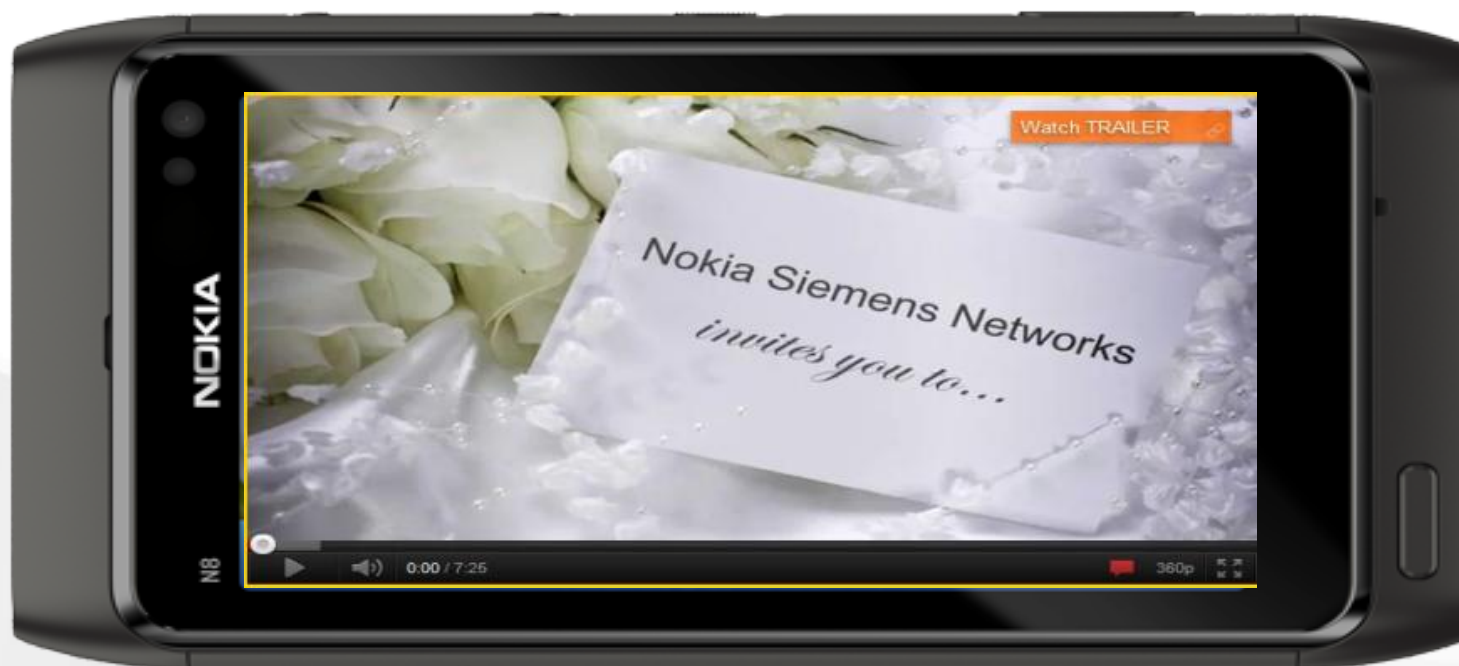 Watch TRAILER
Nokia Siemens Networks
invites you to...
NOKIA
N8
0:00 / 7:25
360p